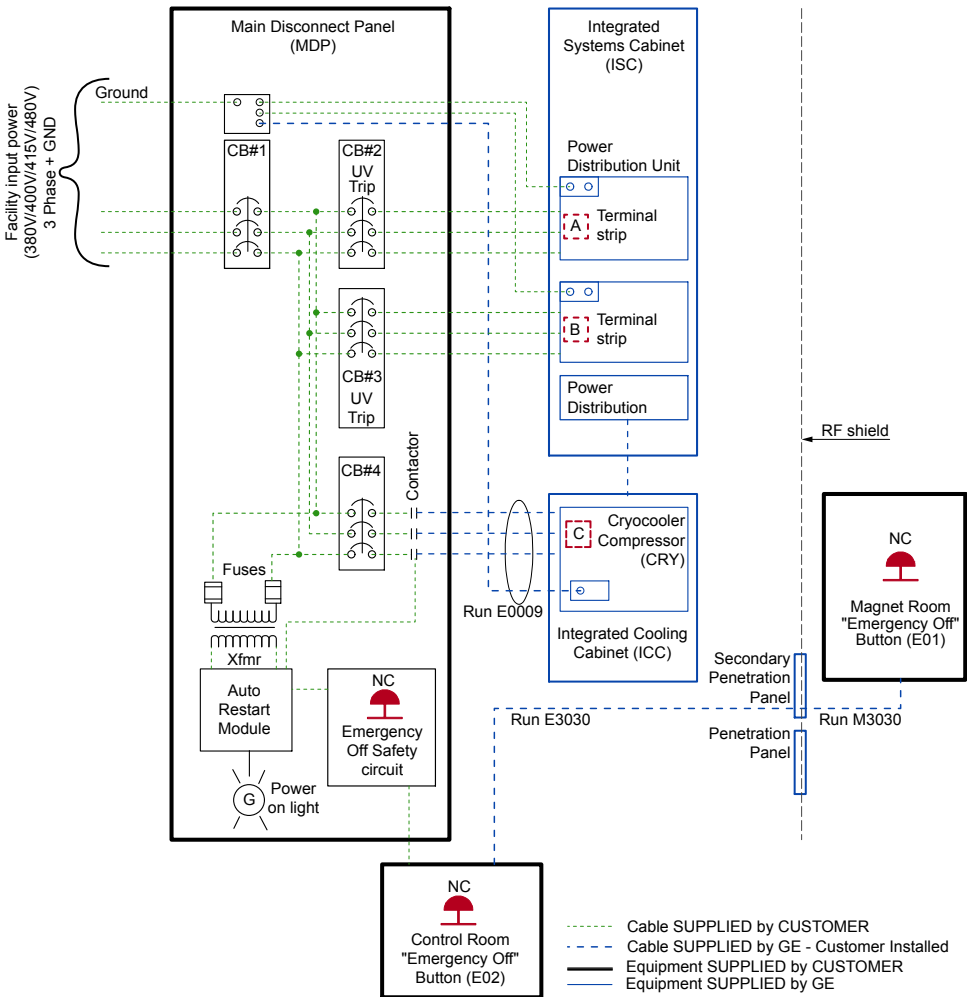 Main Disconnect Panel
(MDP)
Integrated
Systems Cabinet
(ISC)
Facility input power
(380V/400V/415V/480V)
3 Phase + GND
Ground
CB#1
CB#2
UV
Trip
Power
Distribution Unit
A
Terminal
strip
B
Terminal
strip
CB#3
UV
Trip
Power
Distribution
RF shield
CB#4
Contactor
C
Cryocooler
Compressor
(CRY)
NC
Magnet Room
"Emergency Off"
Button (E01)
Fuses
Run E0009
Integrated Cooling
Cabinet (ICC)
Xfmr
Secondary
Penetration
Panel
Auto
Restart
Module
NC
Emergency
Off Safety
circuit
Run E3030
Run M3030
Penetration
Panel
G
Power
on light
NC
Control Room
"Emergency Off"
Button (E02)
Cable SUPPLIED by CUSTOMER
Cable SUPPLIED by GE - Customer Installed
Equipment SUPPLIED by CUSTOMER
Equipment SUPPLIED by GE